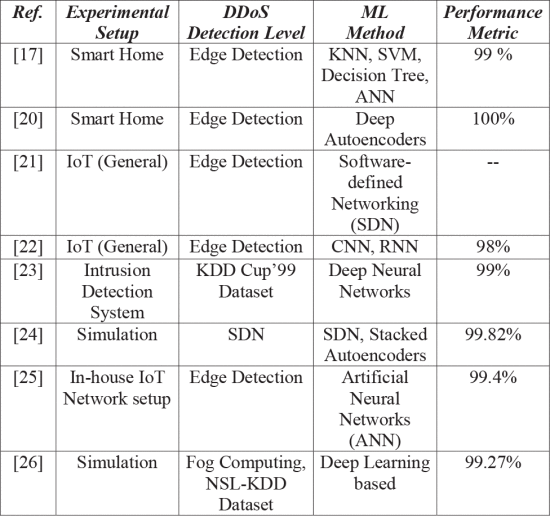 Ref. Experimental Setup DDoS Detection Level ML Method Performance Metric
[17] Smart Home Edge Detection KNN, SVM, Decision Tree, ANN 99 %
[20] Smart Home Edge Detection Deep Autoencoders 100%
[21] IoT (General) Edge Detection Software-defined Networking (SDN) --
[22] IoT (General) Edge Detection CNN, RNN 98%
[23] Intrusion Detection System KDD Cup’99 Dataset Deep Neural Networks 99%
[24] Simulation SDN SDN, Stacked Autoencoders 99.82%
[25] In-house IoT Network setup Edge Detection Artificial Neural Networks (ANN) 99.4%
[26] Simulation Fog Computing, NSL-KDD Dataset Deep Learning based 99.27%